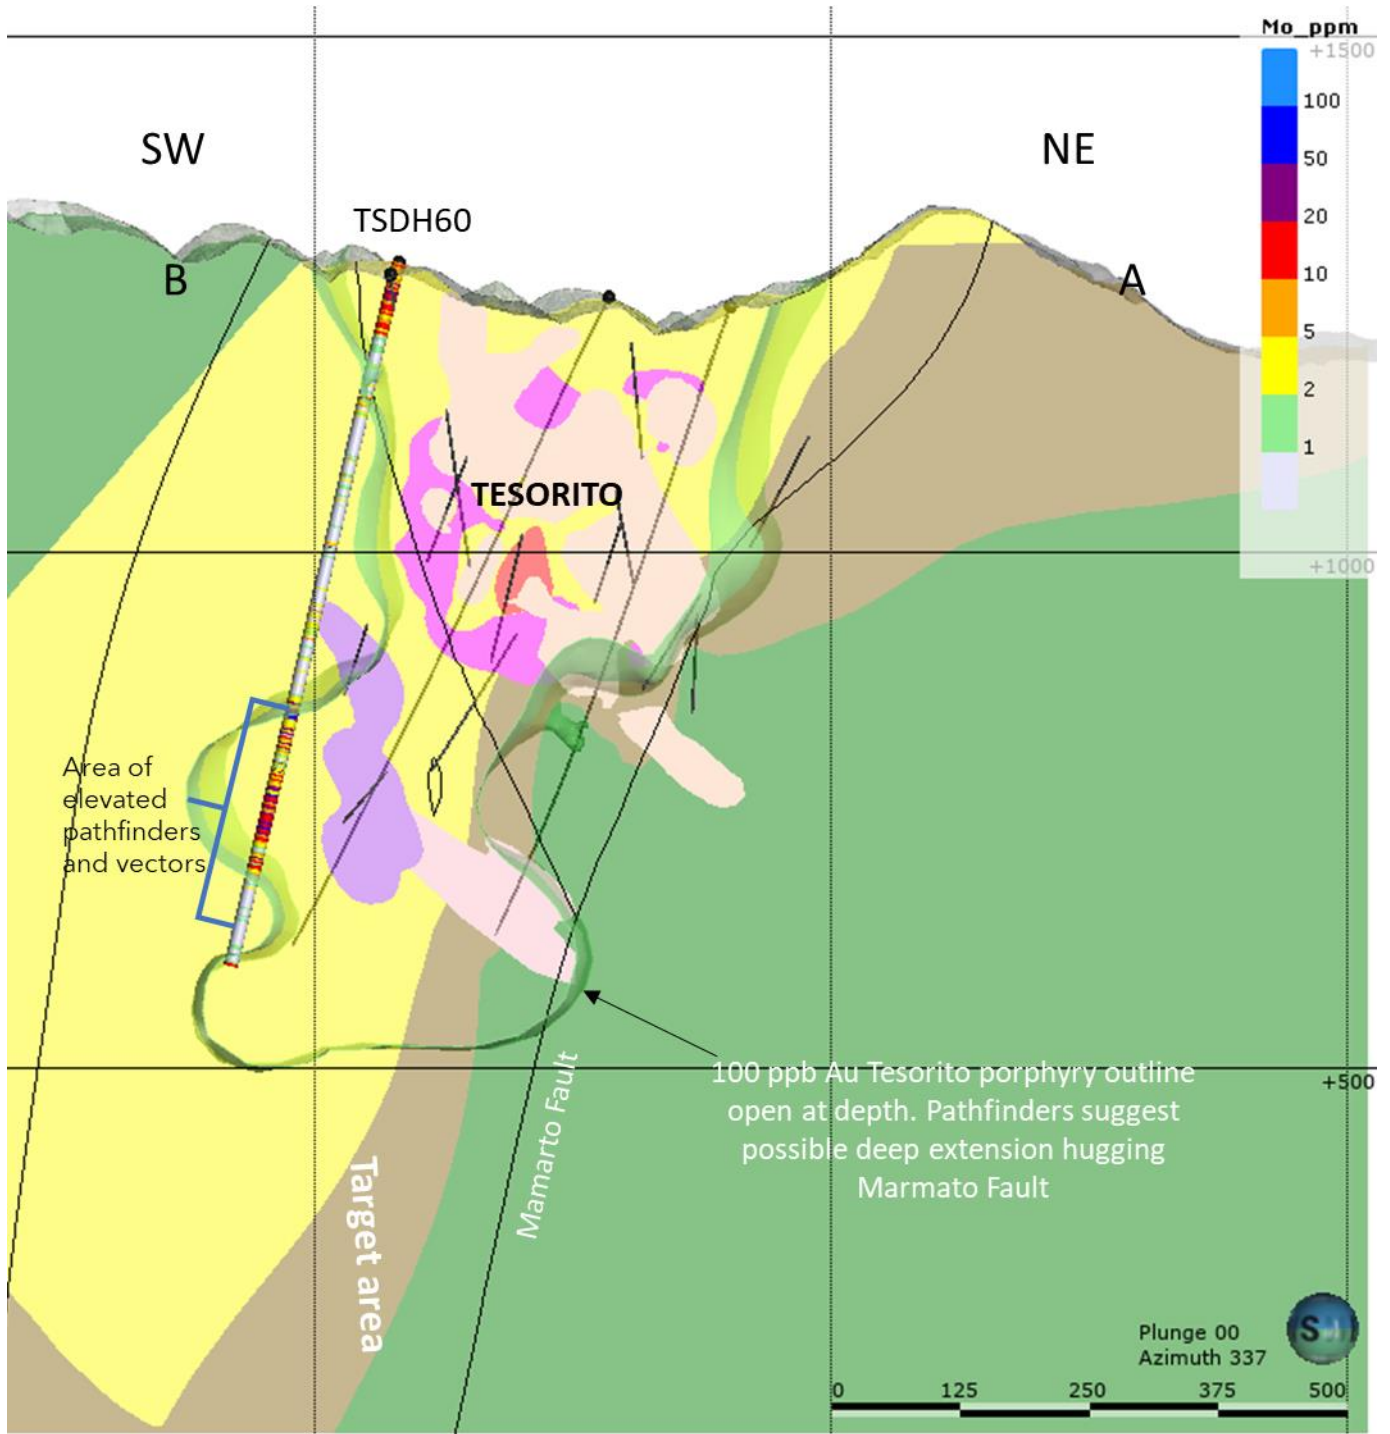 Mo_ppm
+1500
100
50
20
10
5
2
1
SW
NE
TSDH60
B
A
TESORITO
+1000
Area of
elevated
pathfinders
and vectors
100 ppb Au Tesorito porphyry outline
open at depth. Pathfinders suggest
possible deep extension hugging
Marmato Fault
+500
Mamarto Fault
Target area
S
Plunge 00
Azimuth 337
0 125 250 375 500